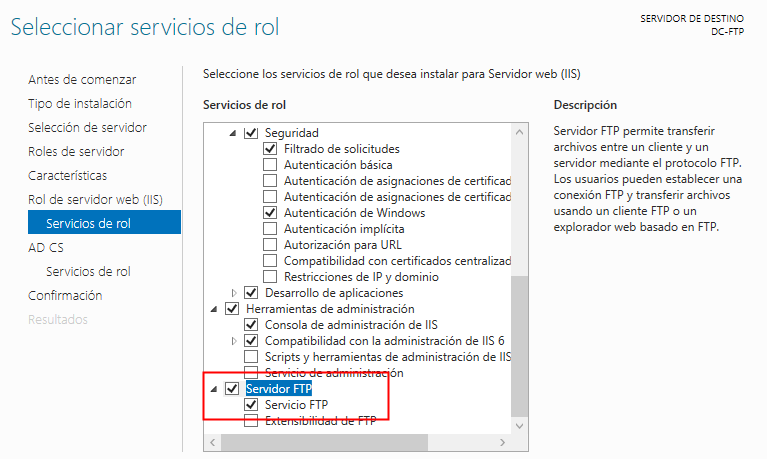 Seleccionar servicios de rol
SERVIDOR DE DESTINO
DC-FTP
Antes de comenzar
Tipo de instalación
Selección de servidor
Roles de servidor
Características
Rol de servidor web (IIS)
Servicios de rol
AD CS
Servicios de rol
Confirmación
Resultados
Seleccione los servicios de rol que desea instalar para Servidor web (IIS)
Servicios de rol
Seguridad
Filtrado de solicitudes
Autenticación básica
Autenticación de asignaciones de certificad
Autenticación de asignaciones de certificad
Autenticación de Windows
Autenticación implícita
Autorización para URL
Compatibilidad con certificados centralizad
Restricciones de IP y dominio
Desarrollo de aplicaciones
Herramientas de administración
Consola de administración de IIS
Compatibilidad con la administración de IIS 6
Scripts y herramientas de administración de IIS
Servicio de administración
Servidor FTP
Servicio FTP
Extensibilidad de FTP
Descripción
Servidor FTP permite transferir
archivos entre un cliente y un
servidor mediante el protocolo FTP.
Los usuarios pueden establecer una
conexión FTP y transferir archivos
usando un cliente FTP o un
explorador web basado en FTP.